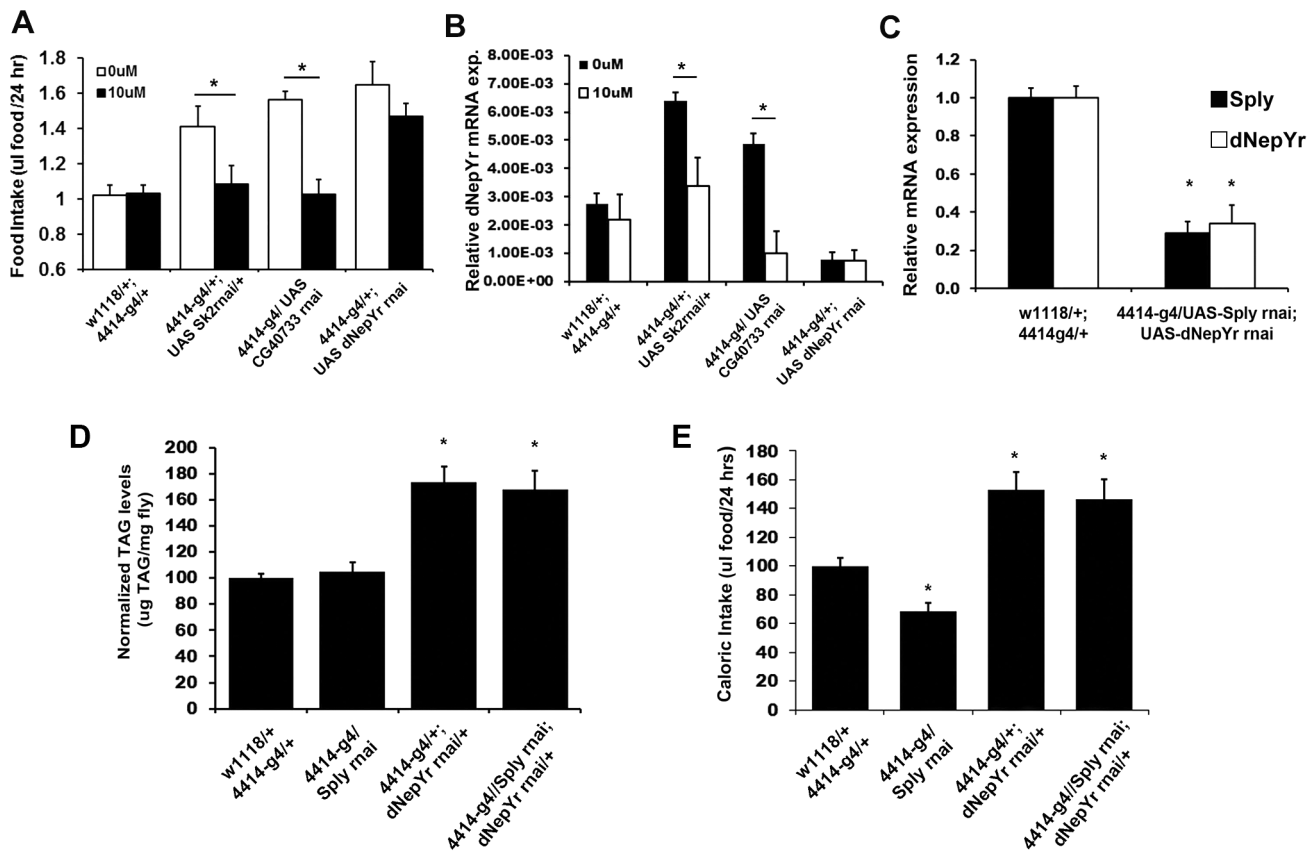 A
Food Intake (ul food /24 hr)
1.8
1.6
1.4
1.2
1
0.8
0.6
0uM
10uM
*
*
w1118/+;
4414-g4/+
4414-g4/+;
UAS Sk2rnai/+
4414-g4/ UAS
CG40733 rnai
4414-g4/+;
UAS dNepYr rnai
B
Relative dNepYr mRNA exp.
8.00E-03
7.00E-03
6.00E-03
5.00E-03
4.00E-03
3.00E-03
2.00E-03
1.00E-03
0.00E+00
0uM
10uM
*
*
w1118/+;
4414-g4/+
4414-g4/+;
UAS Sk2rnai/+
4414-g4/ UAS
CG40733 rnai
4414-g4/+;
UAS dNepYr rnai
C
Relative mRNA expression
1.2
1.0
0.8
0.6
0.4
0.2
0.0
Sply
dNepYr
* *
w1118/+;
4414g4/+
4414-g4/UAS-Sply rnai;
UAS-dNepYr rnai
D
Normalized TAG levels
(ug TAG/mg fly)
200
180
160
140
120
100
80
60
40
20
0
*
*
w1118/+
4414-g4/+
4414-g4/
Sply rnai
4414-g4/+;
dNepYr rnai/+
4414-g4//Sply rnai;
dNepYr rnai/+
E
Caloric Intake (ul food/24 hrs)
180
160
140
120
100
80
60
40
20
0
*
*
*
w1118/+
4414-g4/+
4414-g4/
Sply rnai
4414-g4/+;
dNepYr rnai/+
4414-g4//Sply rnai;
dNepYr rnai/+